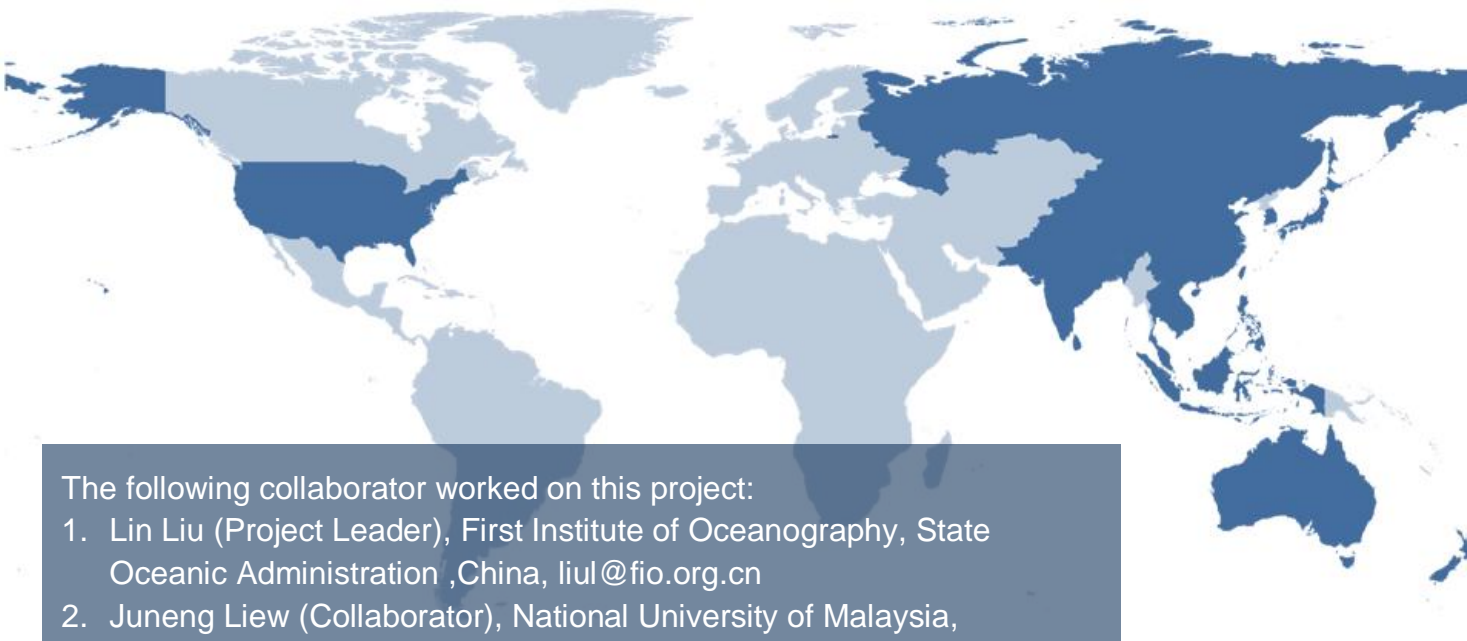 The following collaborator worked on this project:
1. Lin Liu (Project Leader), First Institute of Oceanography, State
Oceanic Administration ,China, liul@fio.org.cn
2. Juneng Liew (Collaborator), National University of Malaysia,